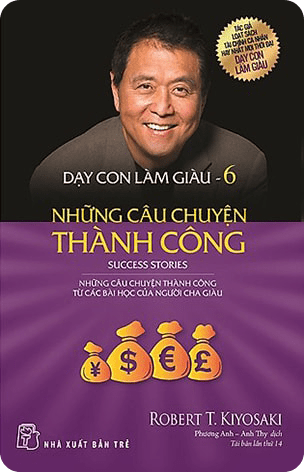 TÁC GIẢ
LOẠT SÁCH
TÀI CHÍNH CÁ NHÂN
HAY NHẤT MỌI THỜI ĐẠI
DẠY CON
LÀM GIÀU
DẠY CON LÀM GIÀU - 6
NHỮNG CÂU CHUYỆN
THÀNH CÔNG
SUCCESS STORIES
NHỮNG CÂU CHUYỆN THÀNH CÔNG
TỪ CÁC BÀI HỌC CỦA NGƯỜI CHA GIÀU
¥ $ € £
ROBERT T. KIYOSAKI
Phương Anh – Anh Thy dịch
Tái bản lần thứ 14
NHÀ XUẤT BẢN TRẺ